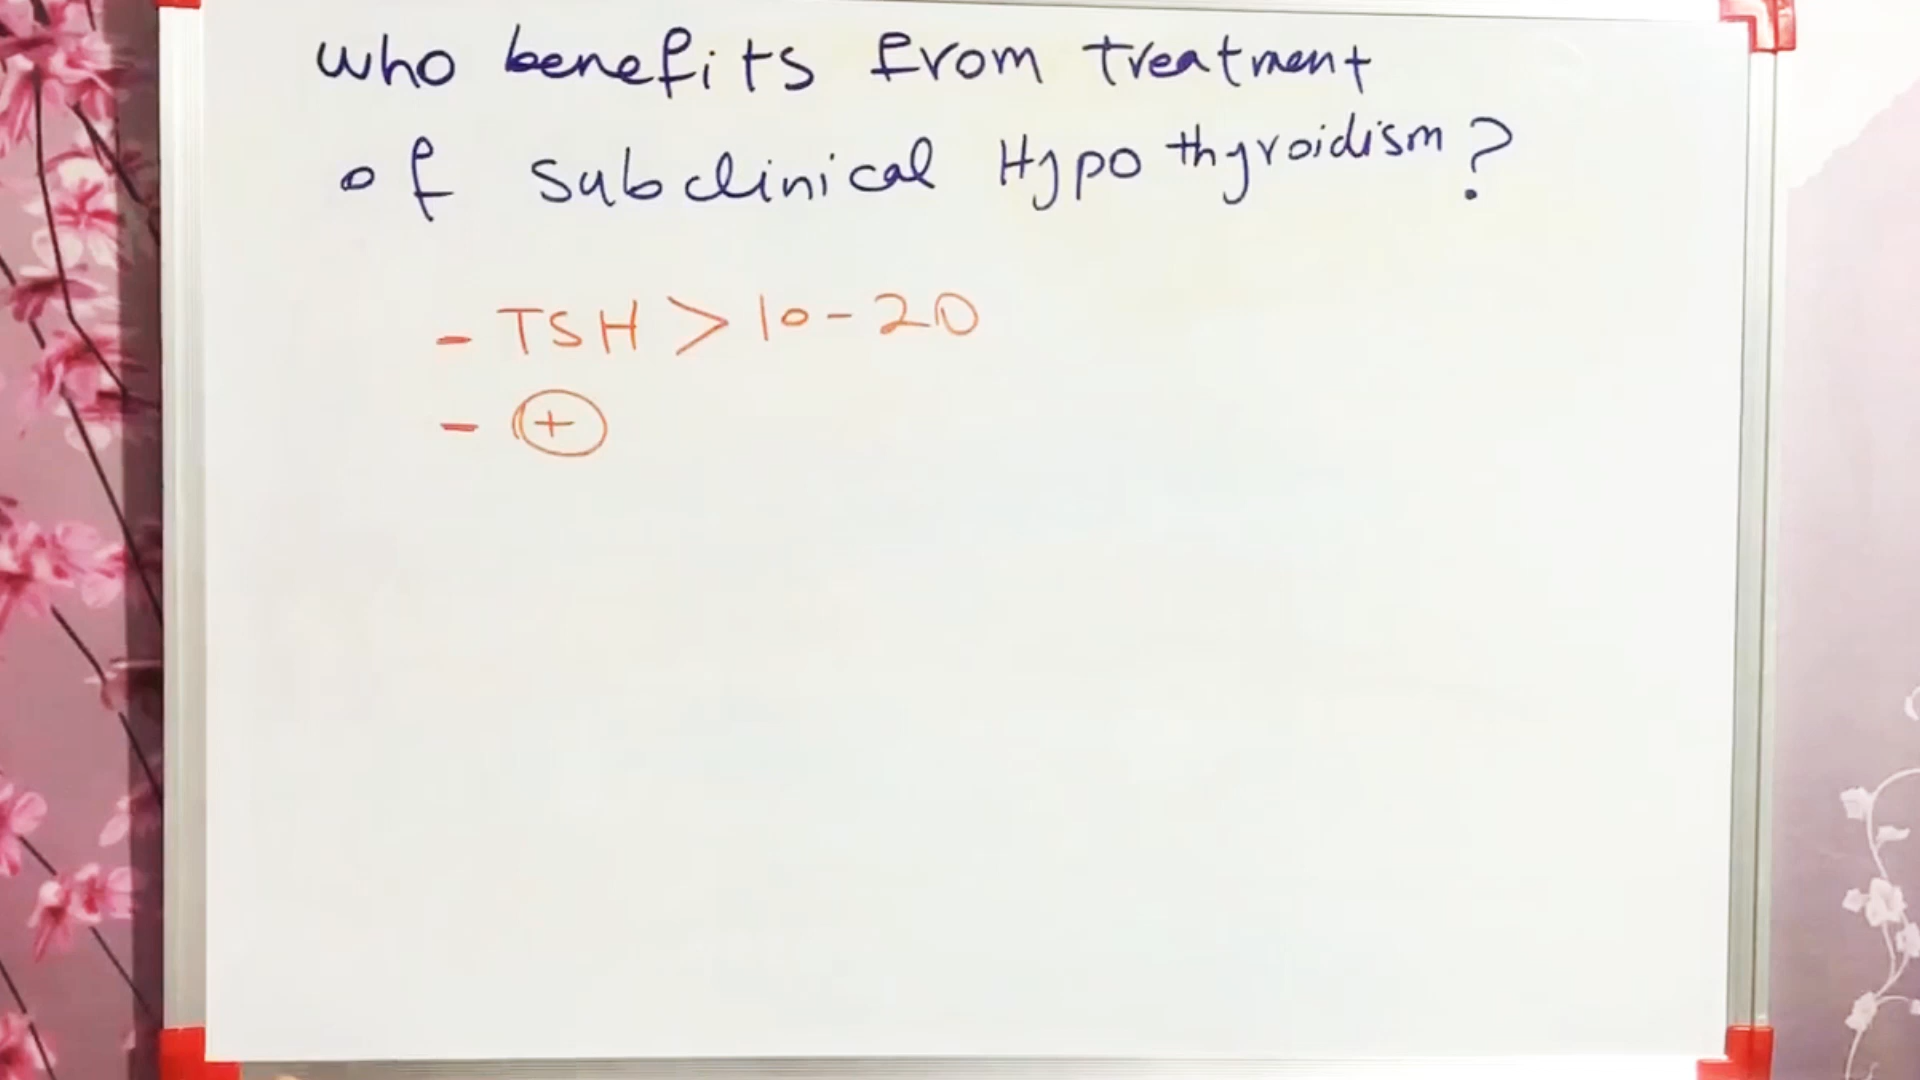 who benefits from treatment
of subclinical Hypothyroidism?
- TSH > 10-20
- +